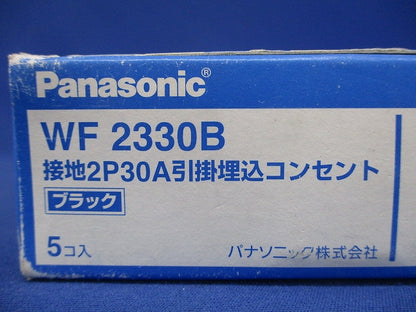 Panasonic®
WF 2330B
接地2P30A引掛埋込コンセント
ブラック
5コ入
パナソニック株式会社